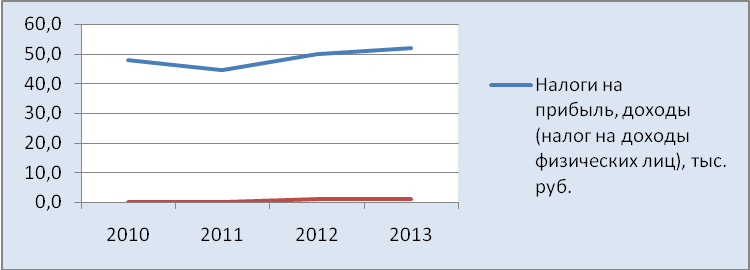 60,0
50,0
40,0
30,0
20,0
10,0
0,0
2010 2011 2012 2013
Налоги на
прибыль, доходы
(налог на доходы
физических лиц), тыс.
руб.